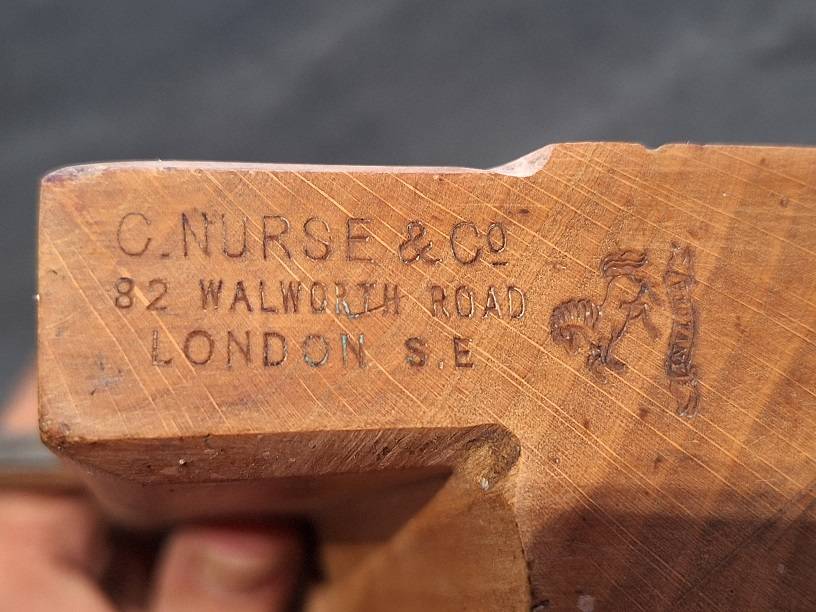 C. NURSE & Co
82 WALWORTH ROAD
LONDON S.E